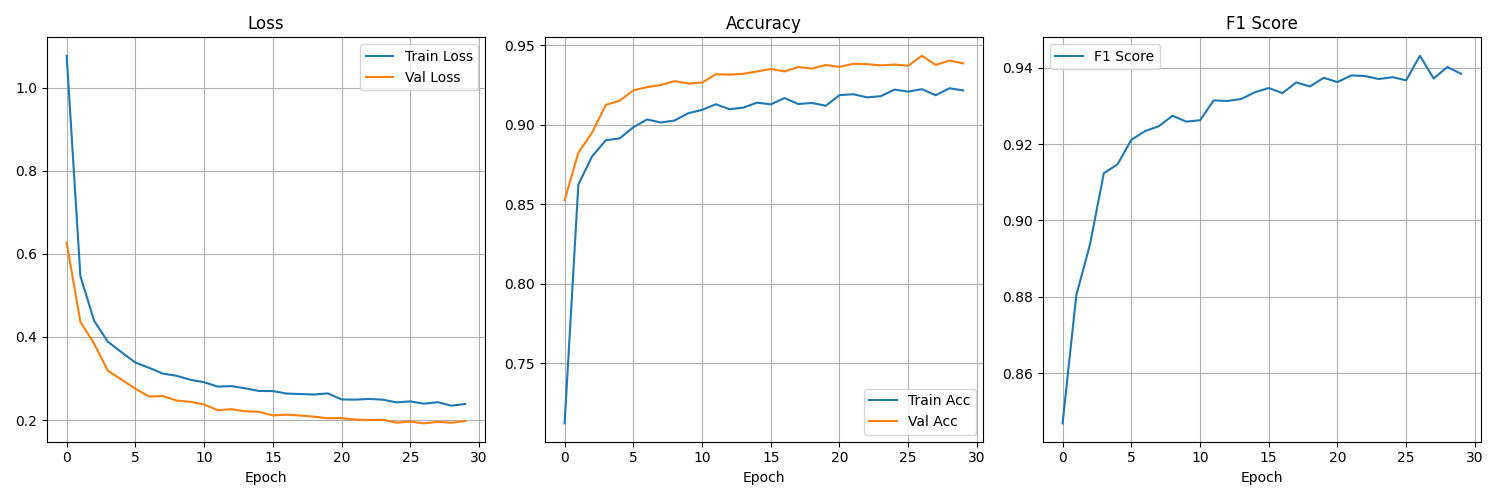 Loss
1.0
0.8
0.6
0.4
0.2
0 5 10 15 20 25 30
Epoch
Train Loss
Val Loss
Accuracy
0.95
0.90
0.85
0.80
0.75
0 5 10 15 20 25 30
Epoch
Train Acc
Val Acc
F1 Score
0.94
0.92
0.90
0.88
0.86
0 5 10 15 20 25 30
Epoch
F1 Score